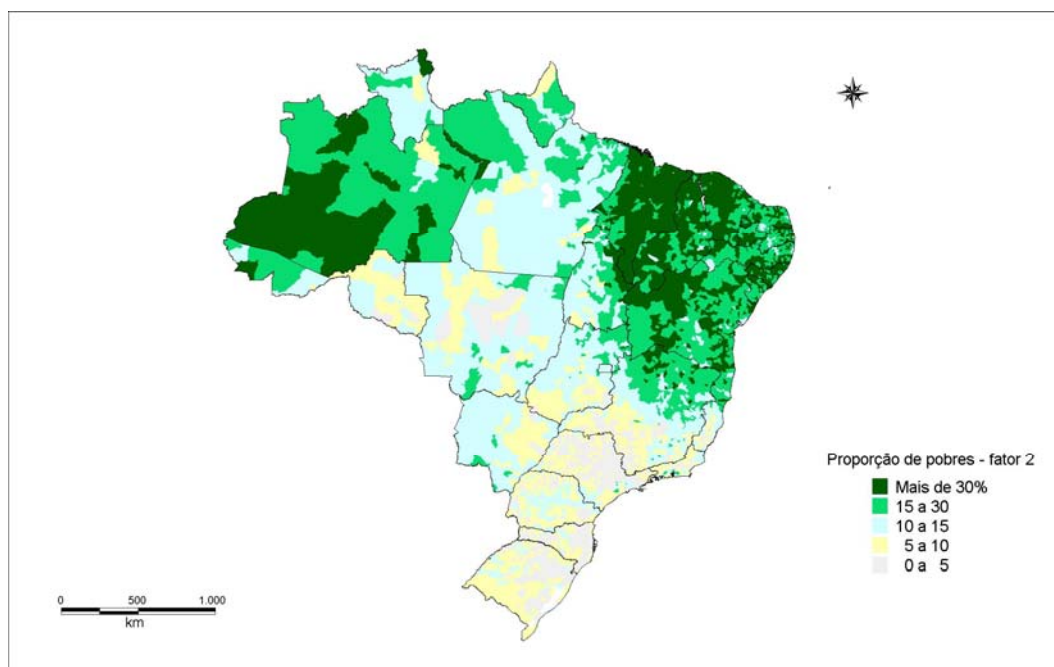 Proporção de pobres - fator 2
Mais de 30%
15 a 30
10 a 15
5 a 10
0 a 5
0 500 1.000
km